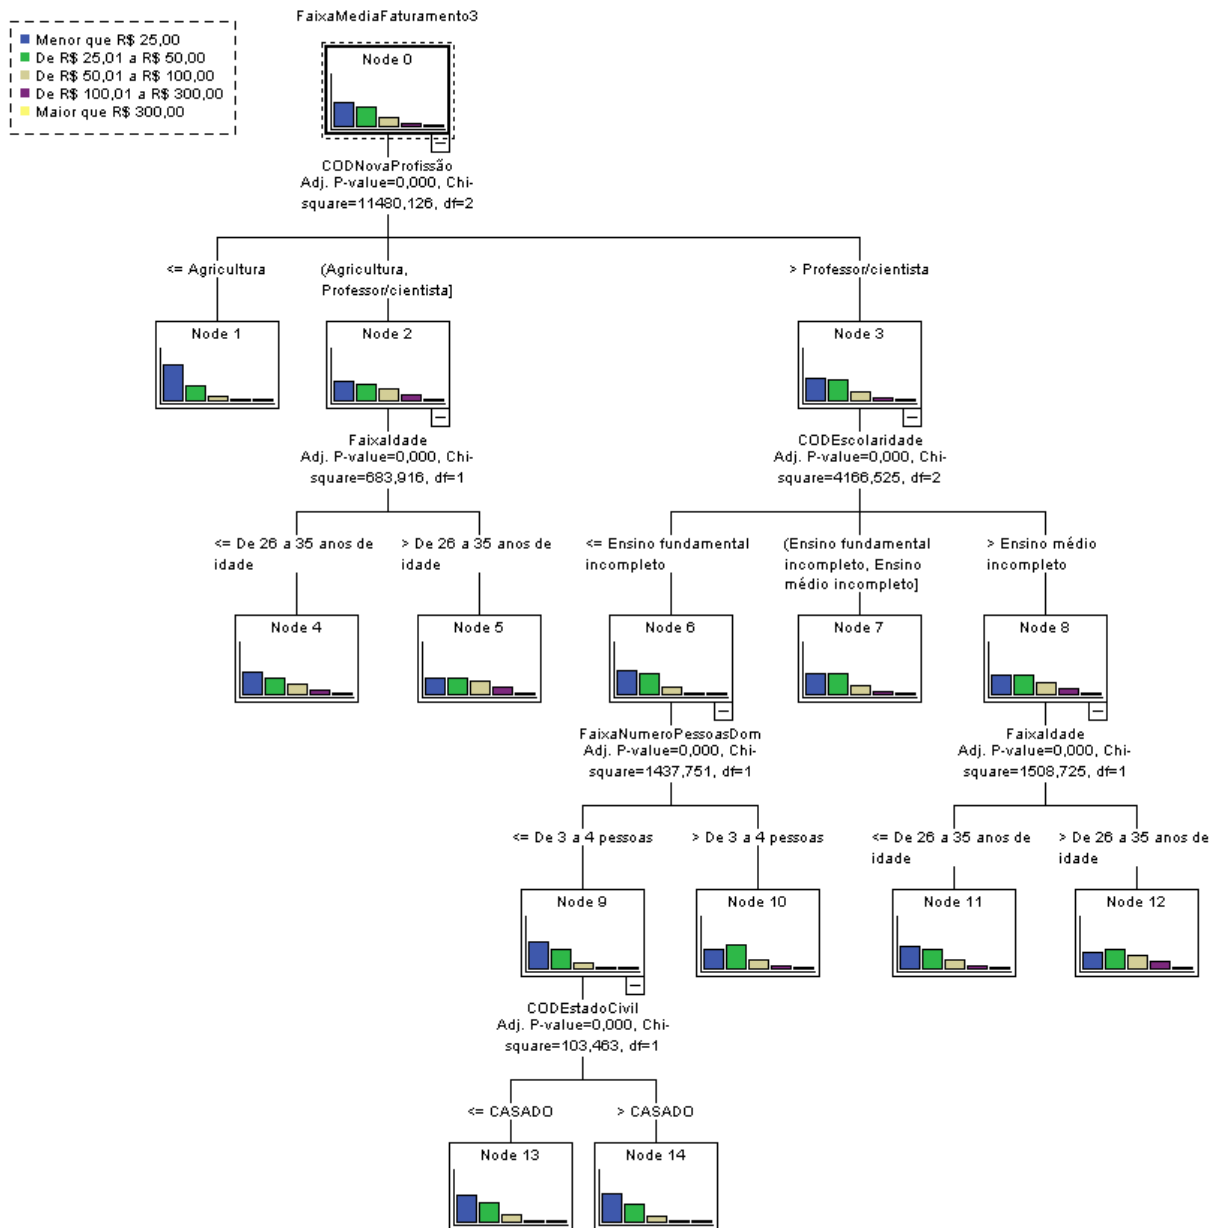 FaixaMediaFaturamento3
Menor que R$ 25,00
De R$ 25,01 a R$ 50,00
De R$ 50,01 a R$ 100,00
De R$ 100,01 a R$ 300,00
Maior que R$ 300,00
Node 0
CODNovaProfissão
Adj. P-value=0,000, Chi-
square=11480,126, df=2
<= Agricultura
(Agricultura,
Professor/cientista]
> Professor/cientista
Node 1
Node 2
Node 3
FaixaIdade
Adj. P-value=0,000, Chi-
square=683,916, df=1
CODEscolaridade
Adj. P-value=0,000, Chi-
square=4166,525, df=2
<= De 26 a 35 anos de
idade
> De 26 a 35 anos de
idade
<= Ensino fundamental
incompleto
(Ensino fundamental
incompleto, Ensino
médio incompleto]
> Ensino médio
incompleto
Node 4
Node 5
Node 6
Node 7
Node 8
FaixaNumeroPessoasDom
Adj. P-value=0,000, Chi-
square=1437,751, df=1
FaixaIdade
Adj. P-value=0,000, Chi-
square=1508,725, df=1
<= De 3 a 4 pessoas
> De 3 a 4 pessoas
<= De 26 a 35 anos de
idade
> De 26 a 35 anos de
idade
Node 9
Node 10
Node 11
Node 12
CODEstadoCivil
Adj. P-value=0,000, Chi-
square=103,463, df=1
<= CASADO
> CASADO
Node 13
Node 14